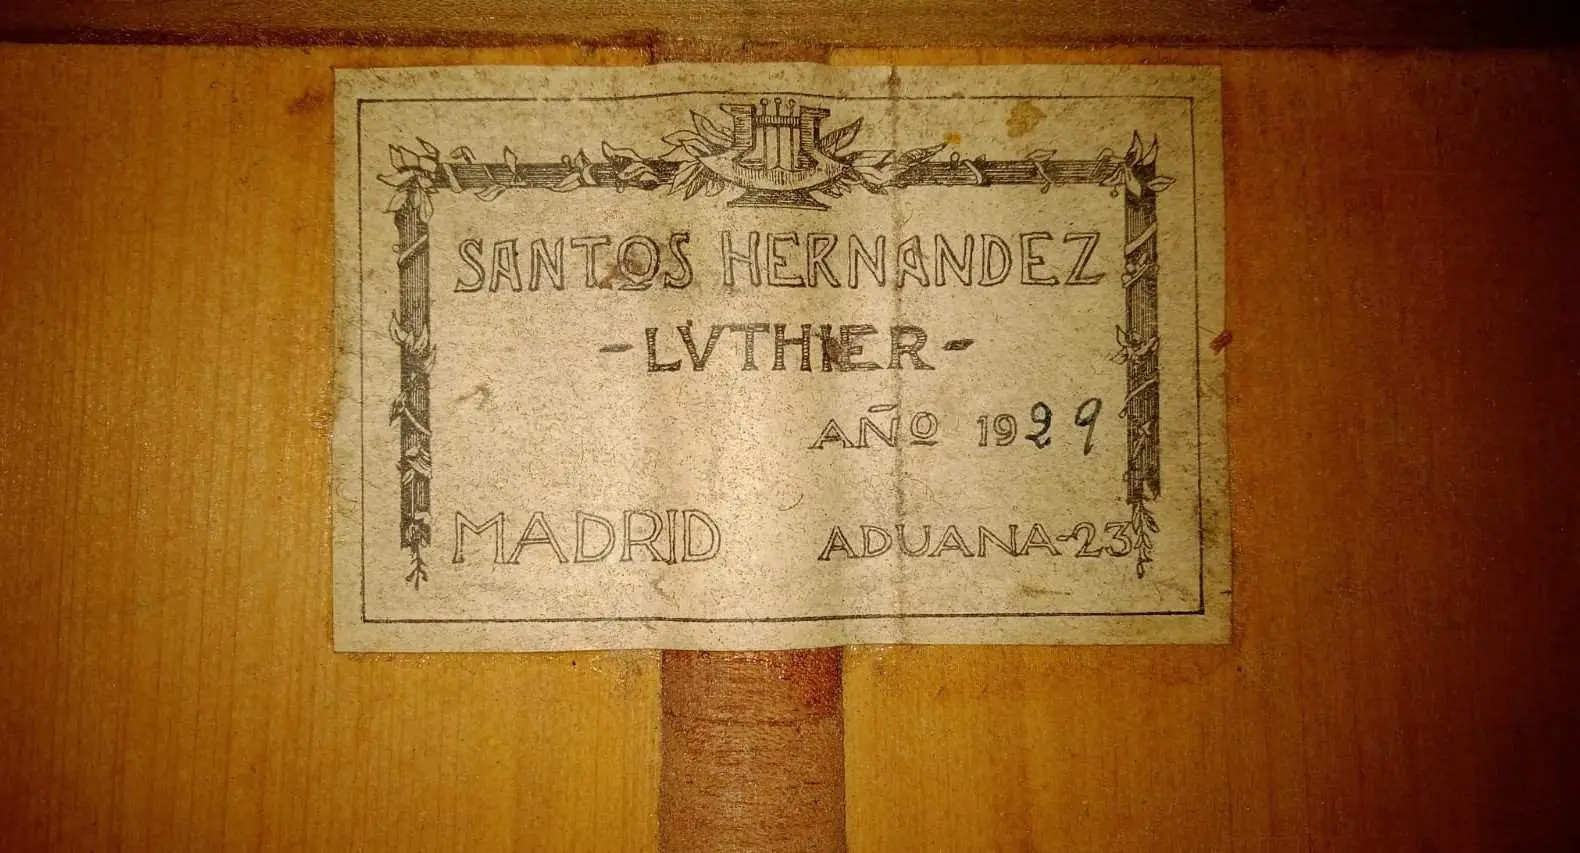 SANTOS HERNANDEZ
-LVTHIER-
AÑO 1929
MADRID ADUANA-23